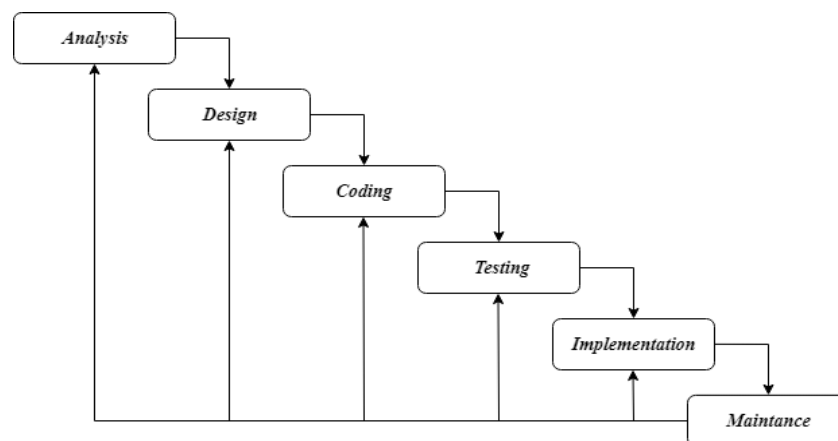 Analysis
Design
Coding
Testing
Implementation
Maintance